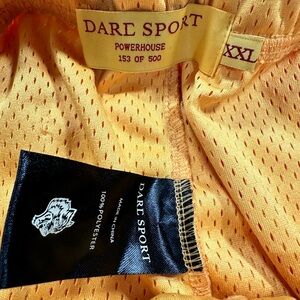 DARE SPORT
POWERHOUSE
153 OF 500
XXL
DARE SPORT
MADE IN CHINA
100% POLYESTER